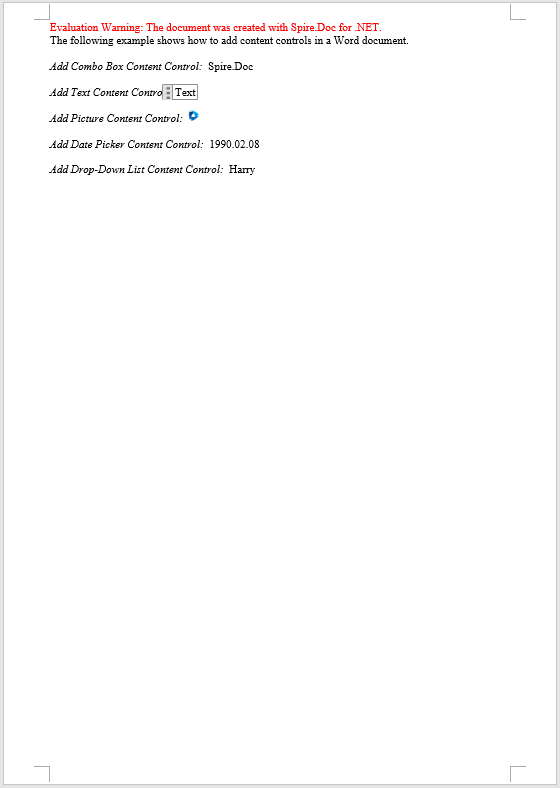 Evaluation Warning: The document was created with Spire.Doc for .NET.
The following example shows how to add content controls in a Word document.
Add Combo Box Content Control: Spire.Doc
Add Text Content Contro Text
Add Picture Content Control:
Add Date Picker Content Control: 1990.02.08
Add Drop-Down List Content Control: Harry